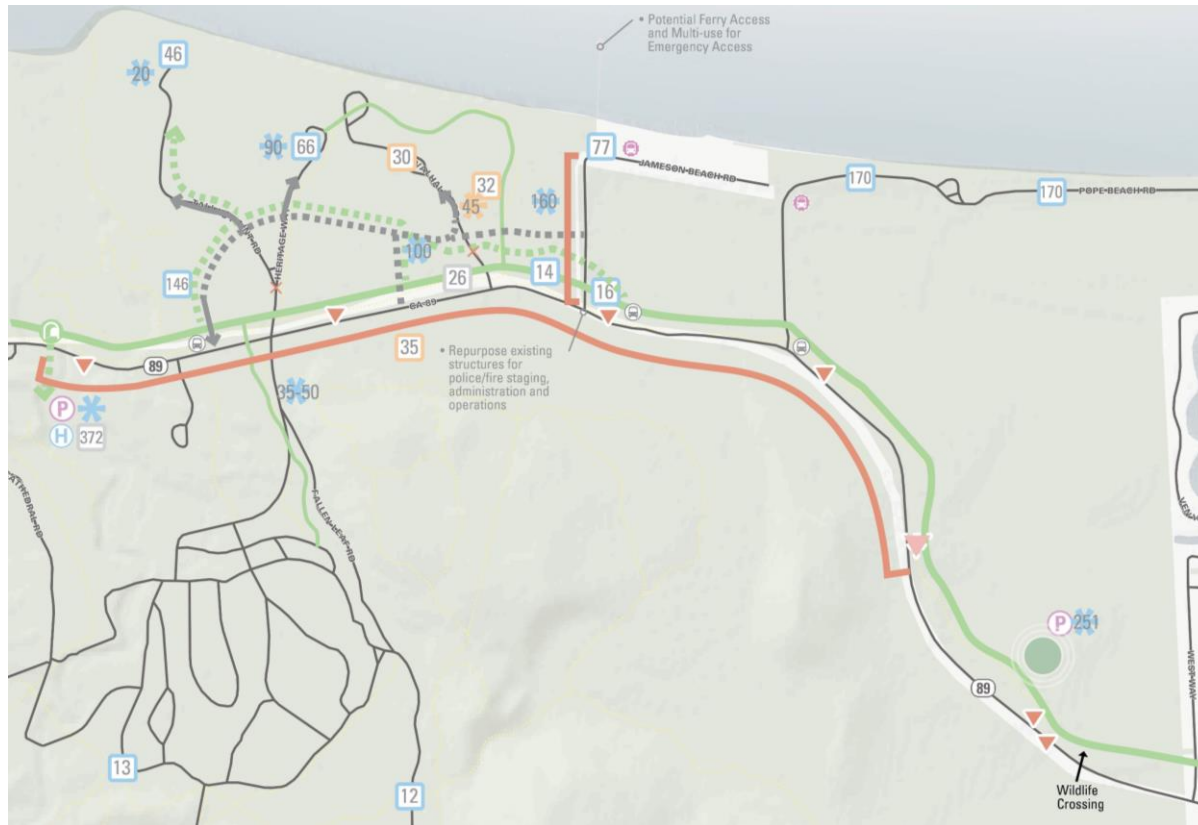 • Potential Ferry Access
and Multi-use for
Emergency Access
46
20
90
66
30
32
45
77
JAMESON BEACH RD
160
170
170
POPE BEACH RD
HERITAGE WAY
100
146
26
14
16
CA-89
35
• Repurpose existing
structures for
police/fire staging,
administration and
operations
89
35-50
P
H
372
FALLEN LEAF RD
P
251
89
WEST WAY
13
12
Wildlife
Crossing